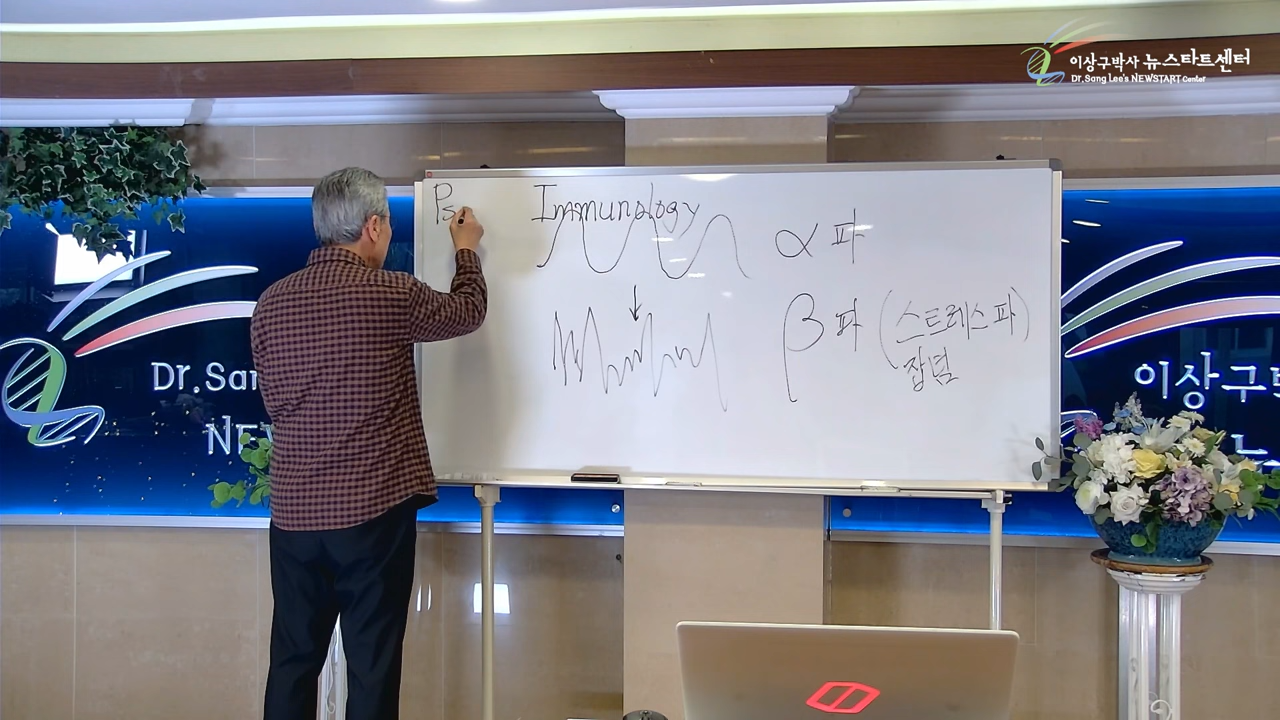 이상구박사 뉴스타트센터
Dr. Sang Lee's NEWSTART Center
Ps Immunology
α 파
β 파 (스트레스파)
잡념
Dr.San
NE
이상구